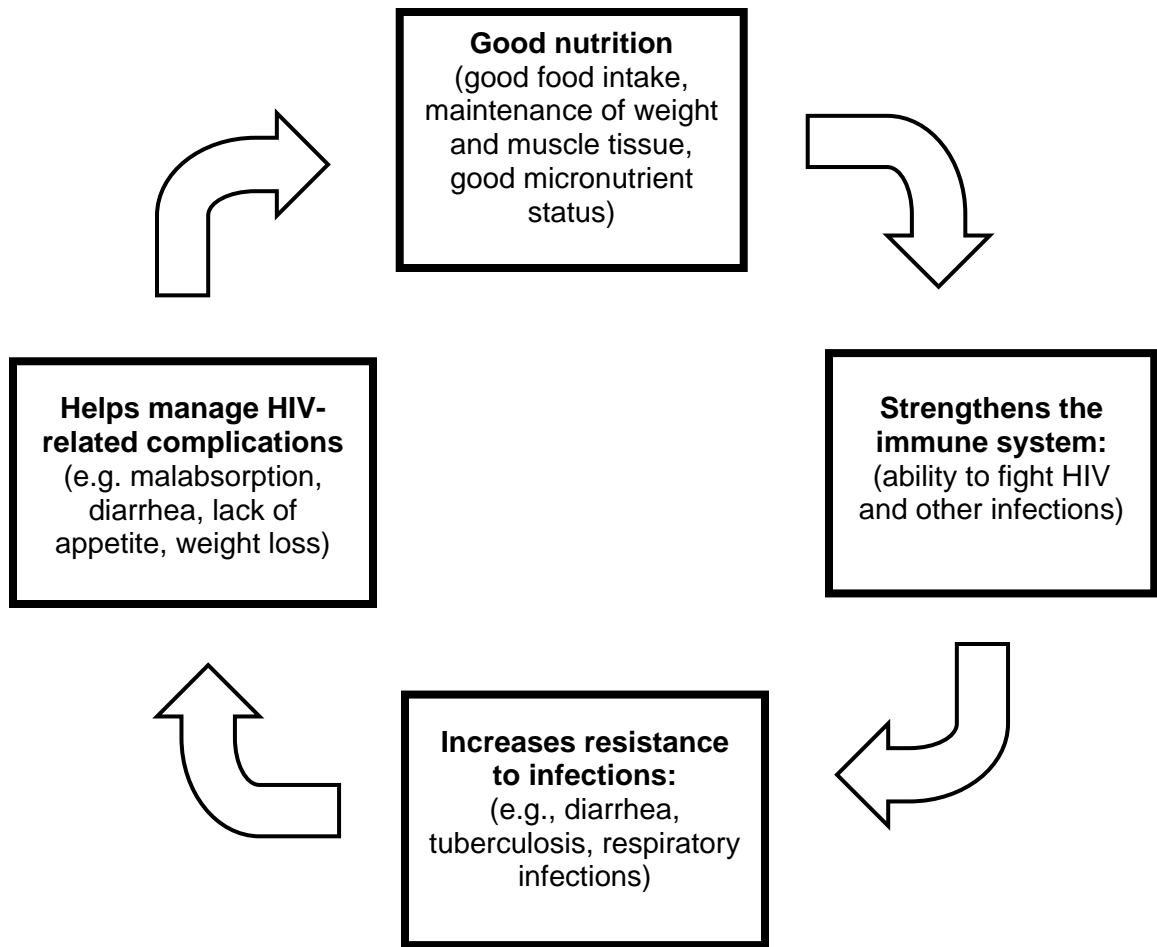 Good nutrition
(good food intake,
maintenance of weight
and muscle tissue,
good micronutrient
status)
Strengthens the
immune system:
(ability to fight HIV
and other infections)
Increases resistance
to infections:
(e.g., diarrhea,
tuberculosis, respiratory
infections)
Helps manage HIV-
related complications
(e.g. malabsorption,
diarrhea, lack of
appetite, weight loss)